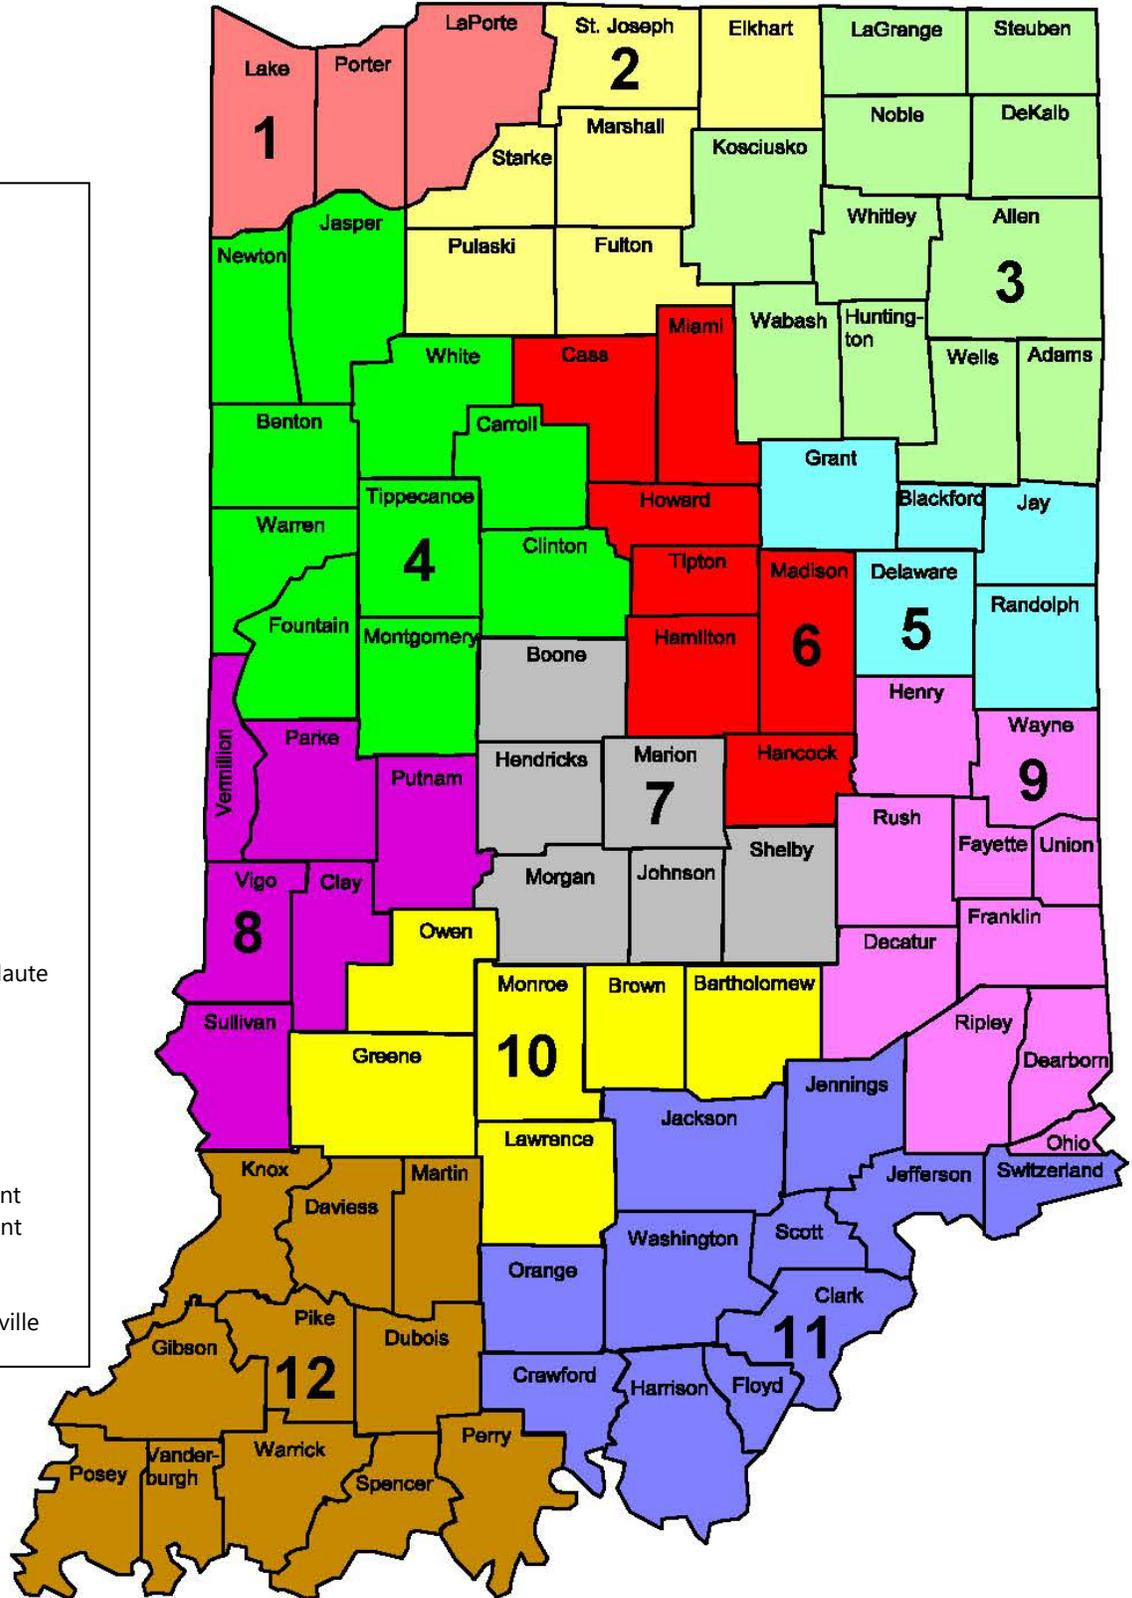 LaPorte
St. Joseph
Elkhart
LaGrange
Steuben
Lake
Porter
2
1
Marshall
Noble
DeKalb
Starke
Kosciusko
Jasper
Whitley
Allen
Newton
Pulaski
Fulton
3
Miami
Wabash
Hunting-
ton
White
Cass
Wells
Adams
Benton
Carroll
Grant
Tippecanoe
Howard
Blackford
Jay
Warren
Clinton
4
Tipton
Madison
Delaware
Randolph
Fountain
Montgomery
Hamilton
6
5
Boone
Henry
Vermillion
Parke
Wayne
Putnam
Hendricks
Marion
Hancock
7
9
Rush
Fayette
Union
Vigo
Clay
Morgan
Johnson
Shelby
8
Owen
Franklin
Decatur
laute
Monroe
Brown
Bartholomew
Sullivan
Ripley
Greene
10
Dearborn
Jennings
Jackson
Lawrence
Ohio
Knox
Martin
Jefferson
Switzerland
nt
Daviess
nt
Washington
Scott
Orange
Clark
ville
Pike
Gibson
Dubois
11
12
Crawford
Harrison
Floyd
Perry
Warrick
Posey
Vander-
burgh
Spencer